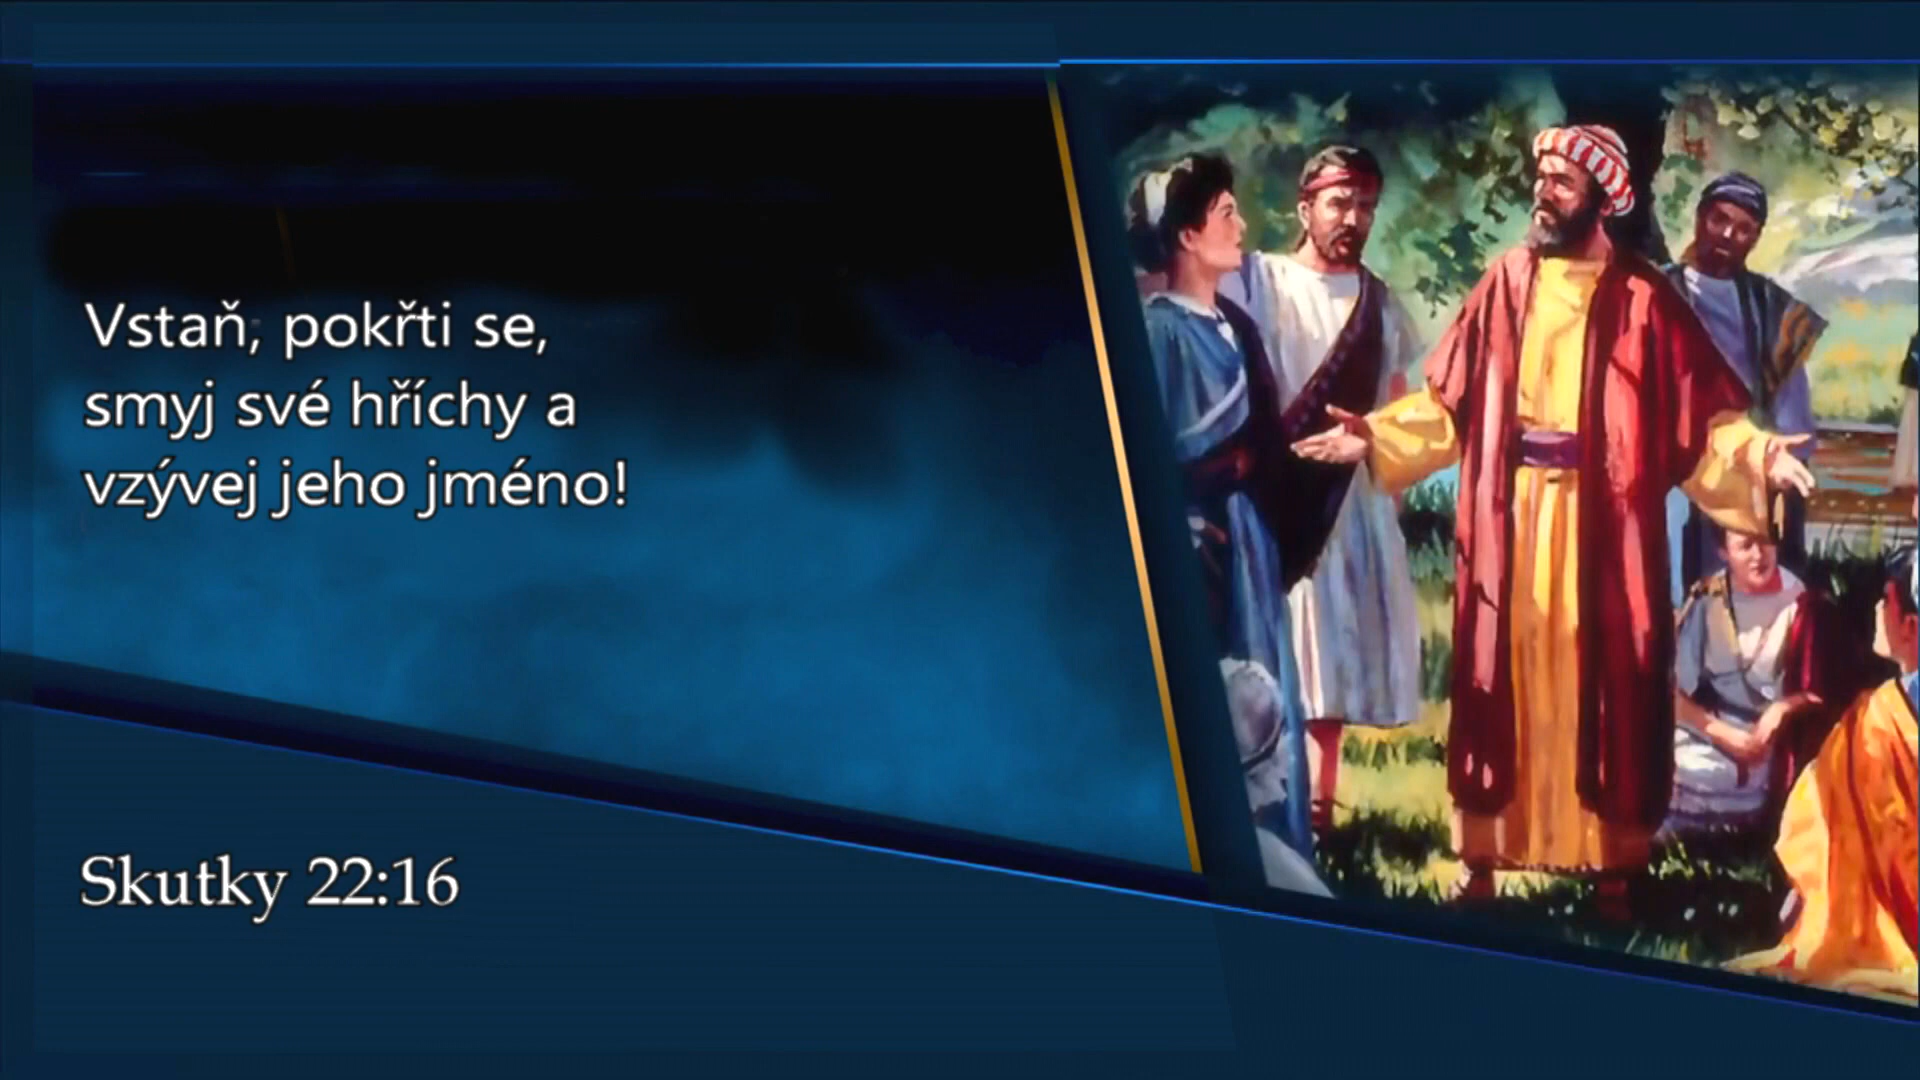 Vstaň, pokřti se,
smyj své hříchy a
vzývej jeho jméno!
Skutky 22:16